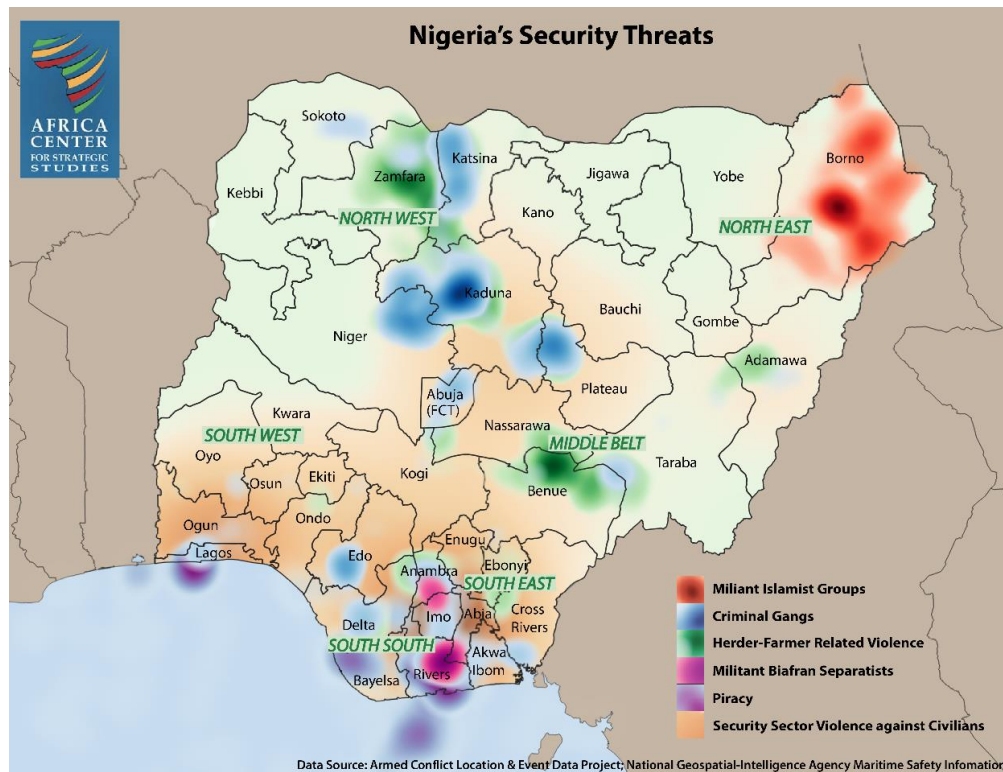 Nigeria's Security Threats
AFRICA
CENTER
FOR STRATEGIC
STUDIES
Sokoto
Katsina
Borno
Zamfara
Jigawa
Yobe
Kebbi
Kano
NORTH WEST
NORTH EAST
Kaduna
Bauchi
Gombe
Niger
Adamawa
Abuja
(FCT)
Plateau
Kwara
Nassarawa
SOUTH WEST
MIDDLE BELT
Oyo
Kogi
Taraba
Osun
Ekiti
Benue
Ogun
Ondo
Enugu
Lagos
Edo
Anambra
Ebonyi
SOUTH EAST
Imo
Abia
Cross
Rivers
Delta
SOUTH SOUTH
Akwa
Ibom
Bayelsa
Rivers
Miliant Islamist Groups
Criminal Gangs
Herder-Farmer Related Violence
Militant Biafran Separatists
Piracy
Security Sector Violence against Civilians
Data Source: Armed Conflict Location & Event Data Project; National Geospatial-Intelligence Agency Maritime Safety Infomation